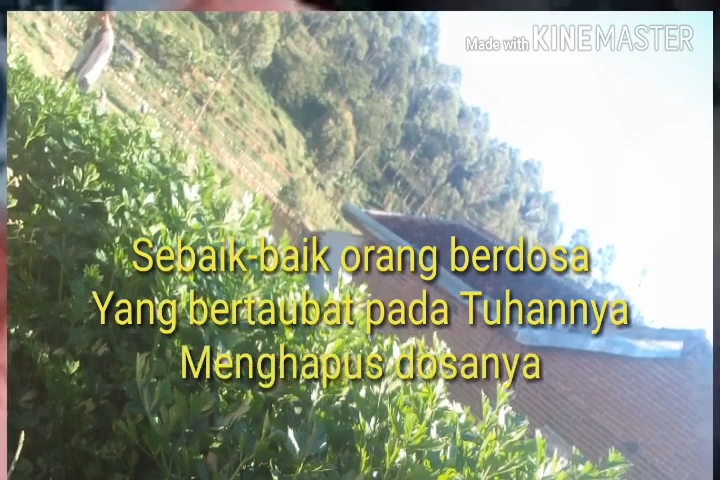 Made with KINEMASTER
Sebaik-baik orang berdosa
Yang bertaubat pada Tuhannya
Menghapus dosanya